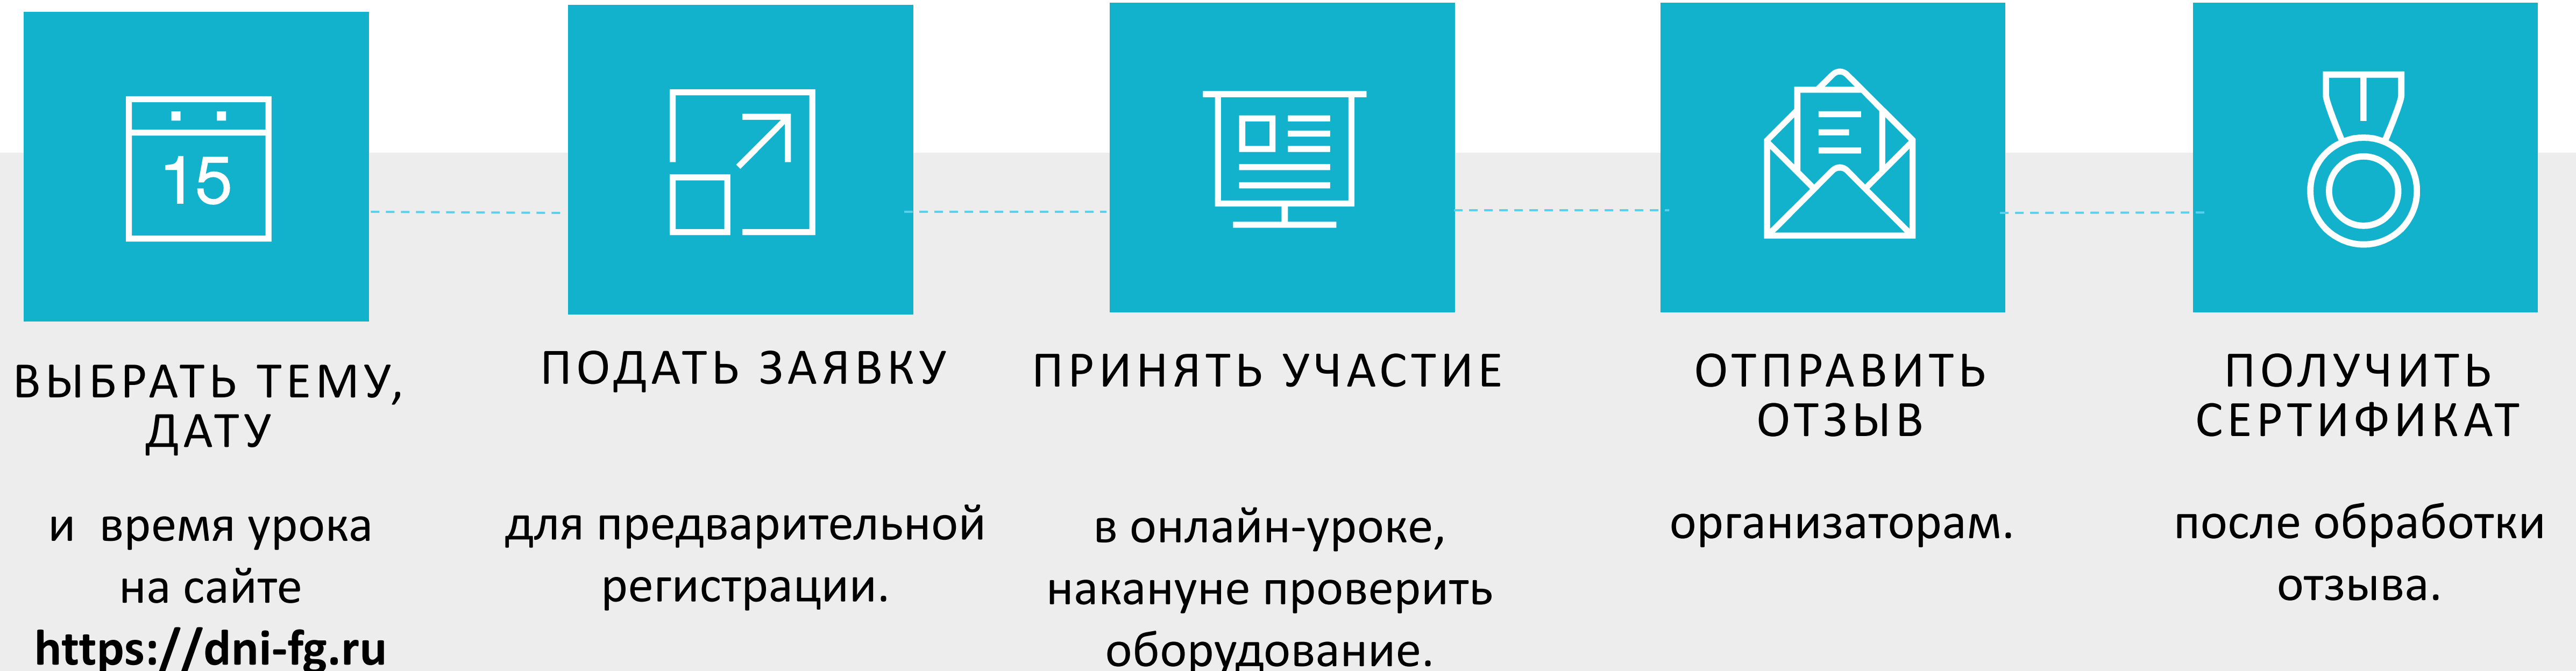 15
ВЫБРАТЬ ТЕМУ,
ДАТУ
и время урока
на сайте
https://dni-fg.ru
ПОДАТЬ ЗАЯВКУ
для предварительной
регистрации.
ПРИНЯТЬ УЧАСТИЕ
в онлайн-уроке,
накануне проверить
оборудование.
ОТПРАВИТЬ
ОТЗЫВ
организаторам.
ПОЛУЧИТЬ
СЕРТИФИКАТ
после обработки
отзыва.